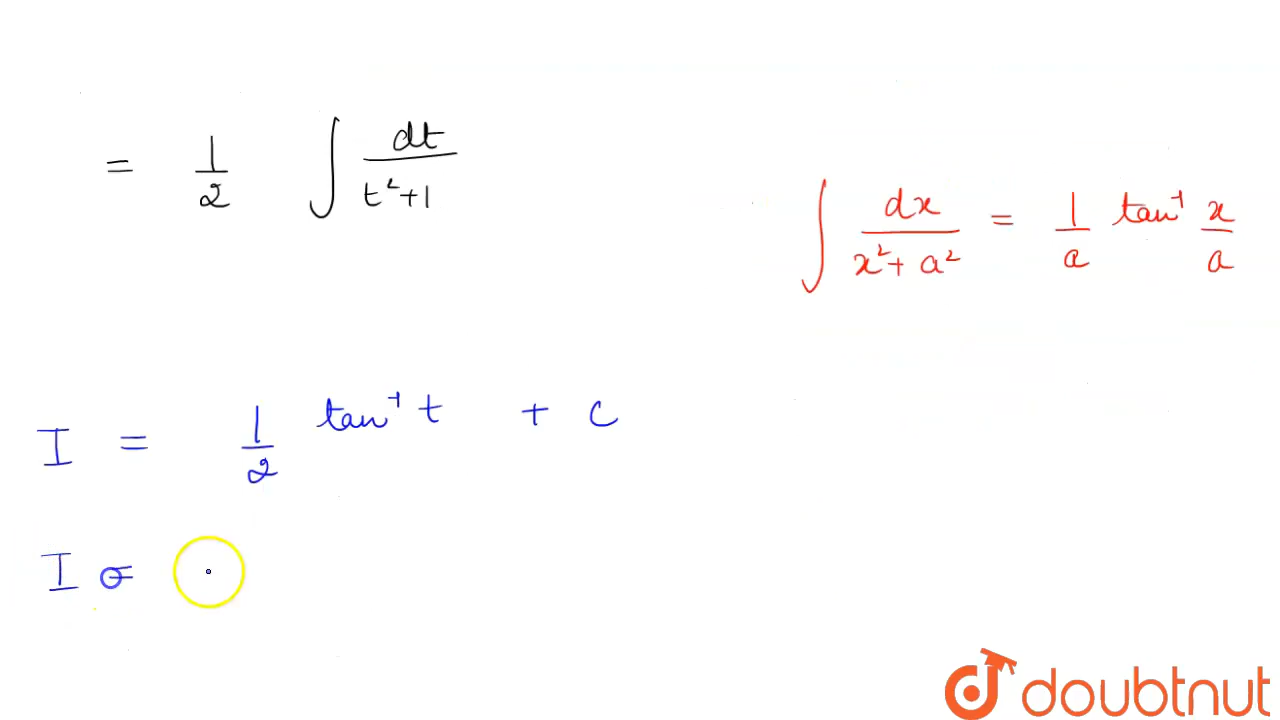 = 1/2 ∫ dt/(t²+1)
∫ dx/(x²+a²) = 1/a tan⁻¹ x/a
I = 1/2 tan⁻¹ t + c
I =
doubtnut